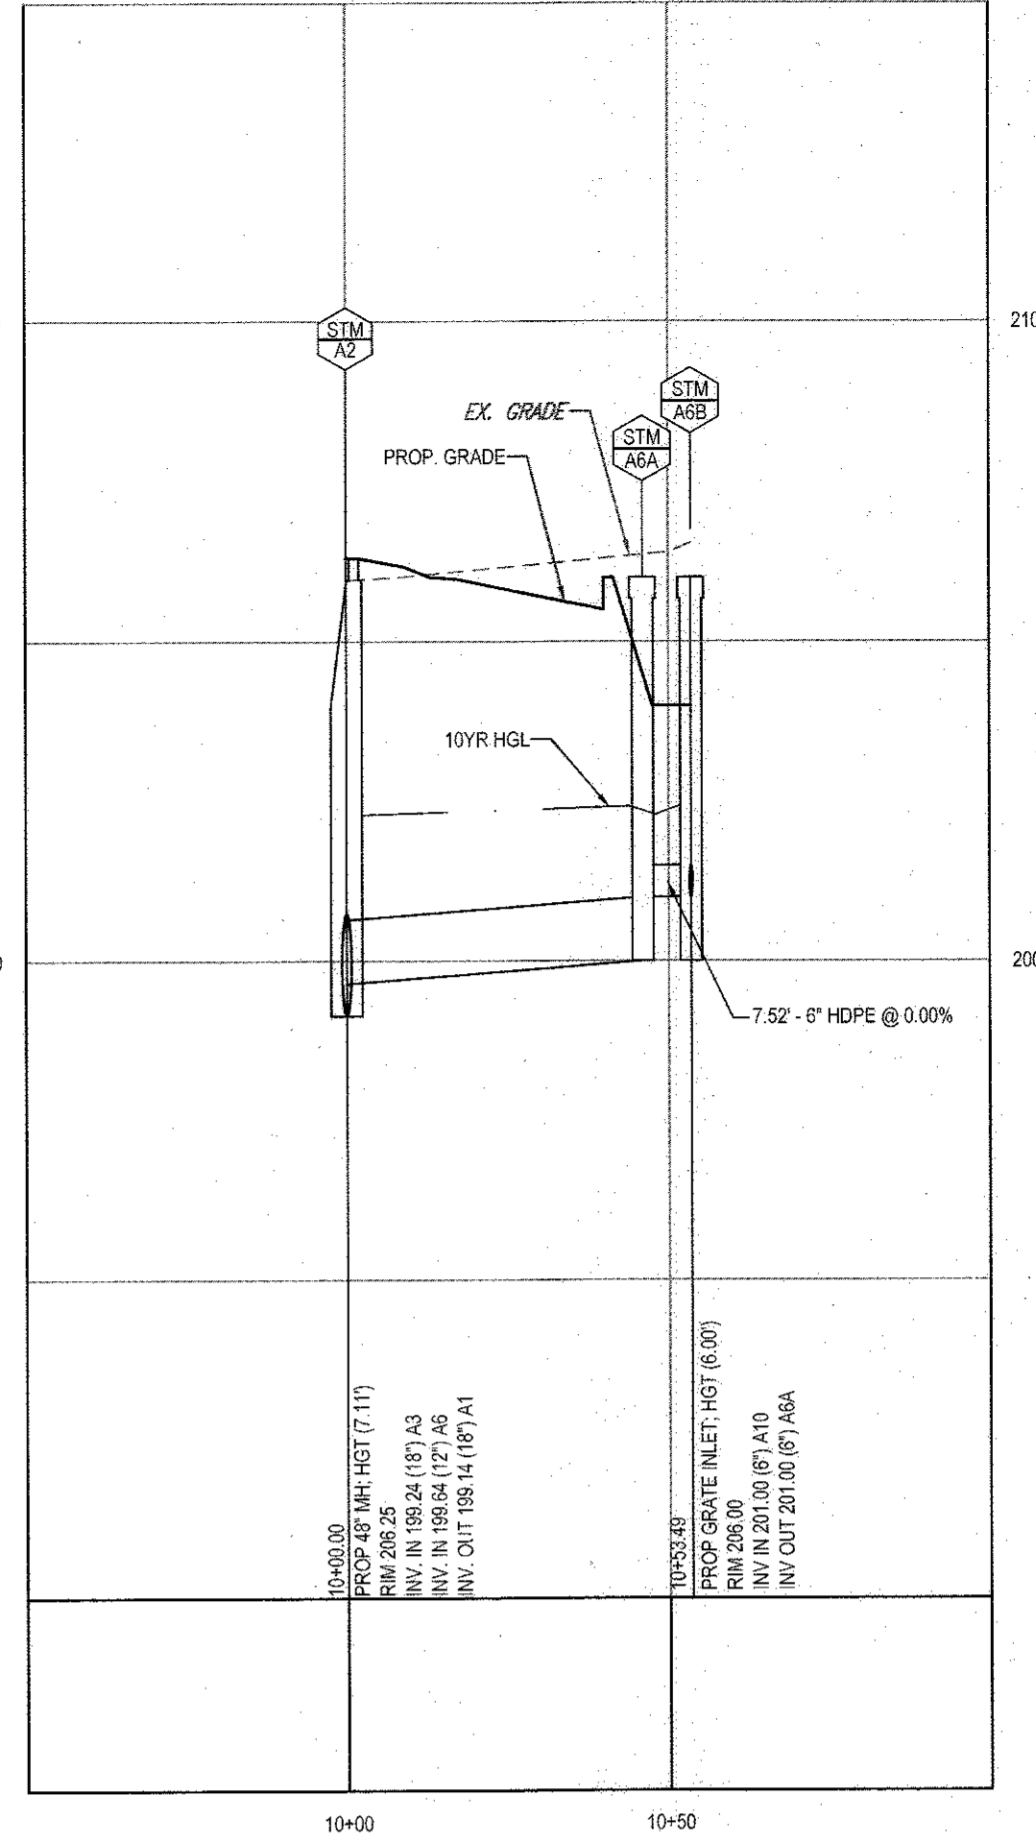 210
STM
A2
STM
A6B
EX. GRADE
STM
A6A
PROP. GRADE
10YR HGL
7.52' - 6" HDPE @ 0.00%
10+00.00
PROP 48" MH; HGT (7.11')
RIM 206.25
INV. IN 199.24 (18") A3
INV. IN 199.64 (12") A6
INV. OUT 199.14 (18") A1
10+53.49
PROP GRATE INLET; HGT (6.00')
RIM 206.00
INV IN 201.00 (6") A10
INV OUT 201.00 (6") A6A
10+00
10+50